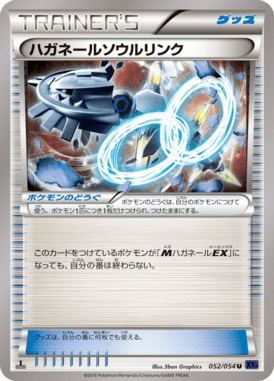 TRAINER'S グッズ
ハガネールソウルリンク
ポケモンのどうぐ
ポケモンのどうぐは、自分のポケモンにつけて
使う。ポケモン1匹につき1枚だけつけられ、つけたままにする。
このカードをつけているポケモンが「MハガネールEX」に
なっても、自分の番は終わらない。
グッズは、自分の番に何枚でも使える。
Illus.5ban Graphics 052/054 U XY
©2016 Pokémon/Nintendo/Creatures/GAME FREAK